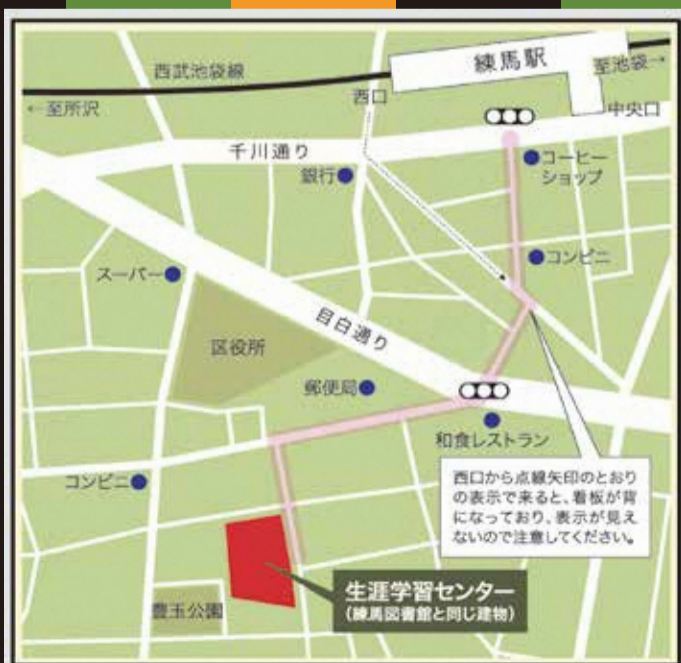 西武池袋線
練馬駅
至池袋→
←至所沢
西口
中央口
千川通り
銀行
コーヒー
ショップ
コンビニ
スーパー
目白通り
区役所
郵便局
和食レストラン
コンビニ
西口から点線矢印のとおり
の表示で来ると、看板が背
になっており、表示が見え
ないので注意してください。
生涯学習センター
(練馬図書館と同じ建物)
豊玉公園